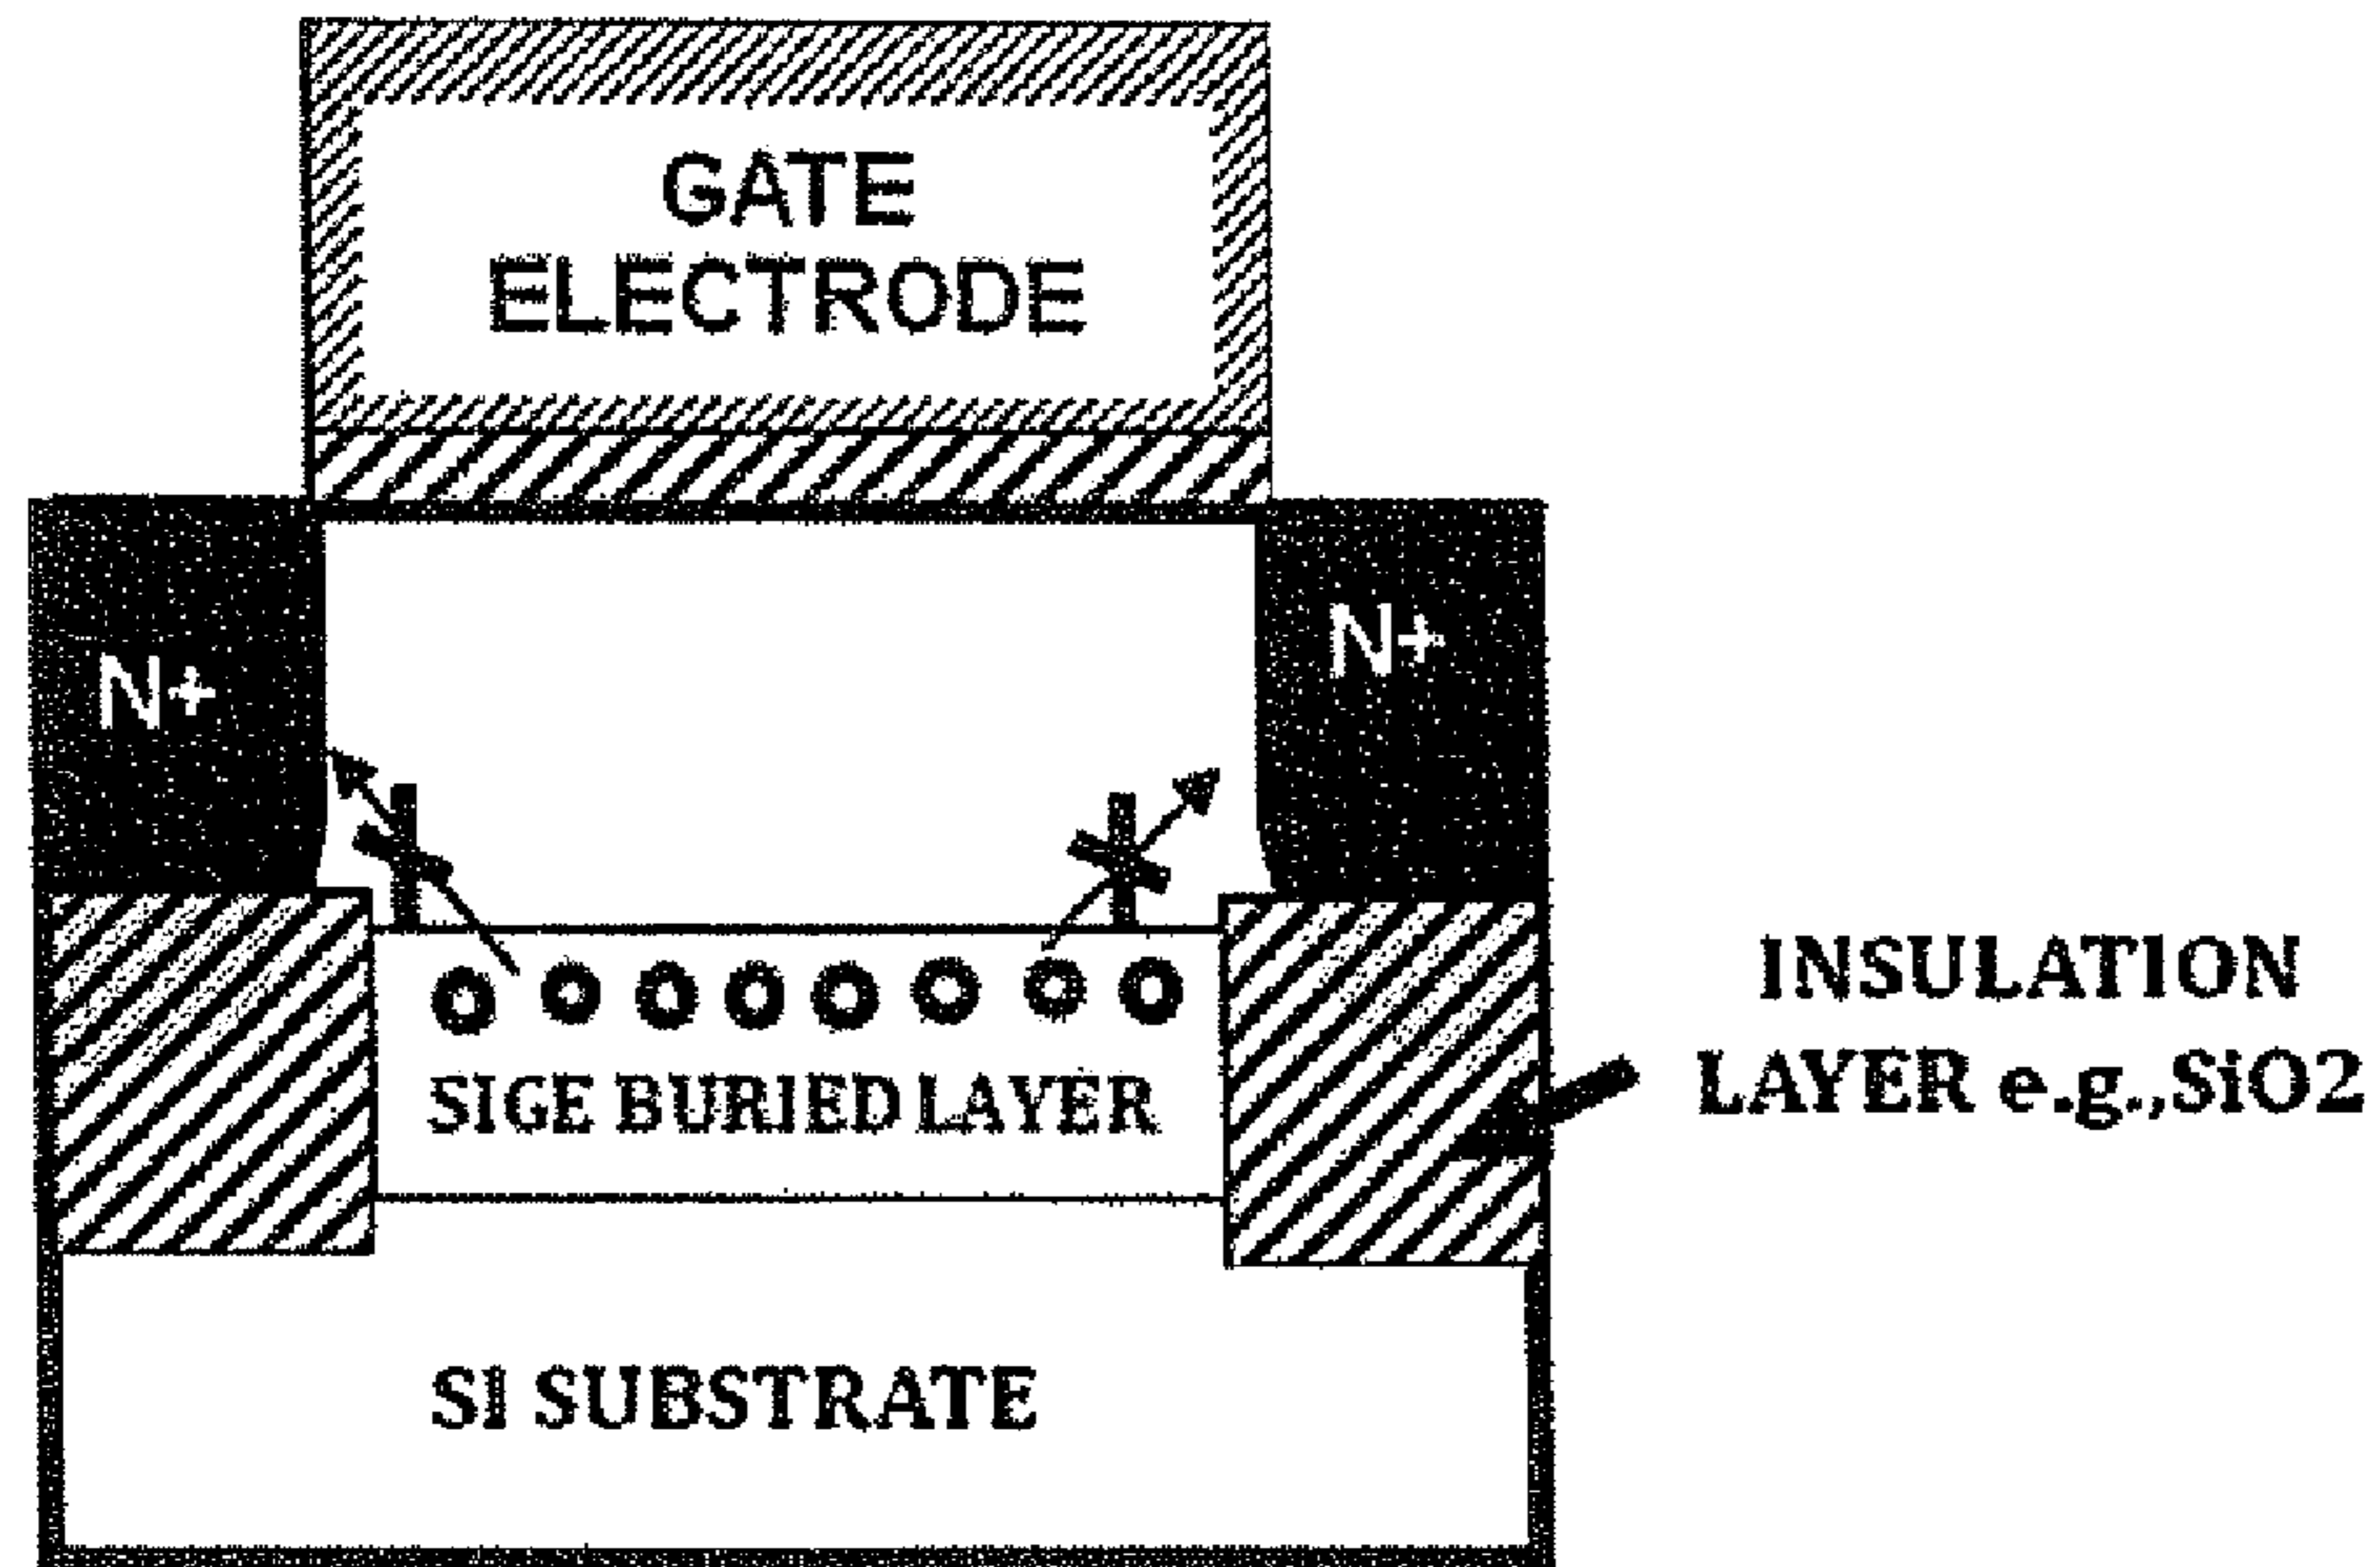 GATE
ELECTRODE
N+
N+
INSULATION
LAYER e.g.,SiO2
SIGE BURIED LAYER
SI SUBSTRATE